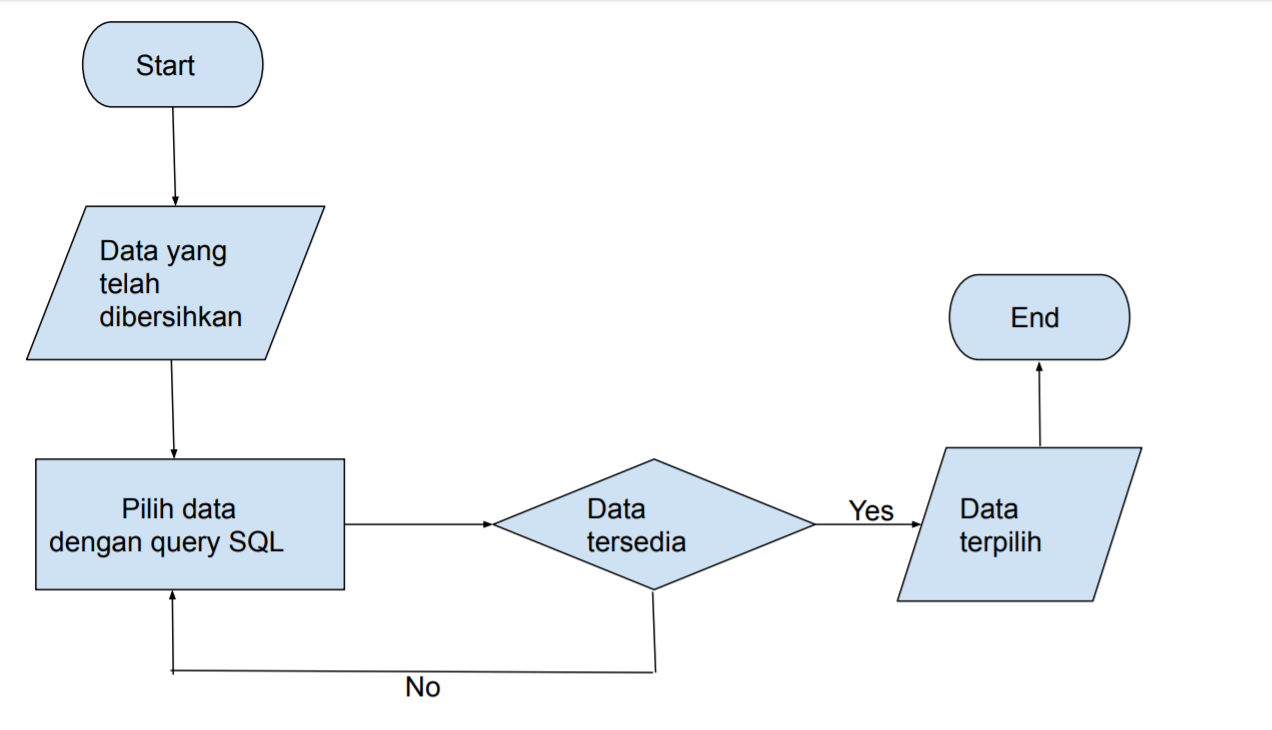 Start
Data yang
telah
dibersihkan
Pilih data
dengan query SQL
Data
tersedia
Yes
No
Data
terpilih
End